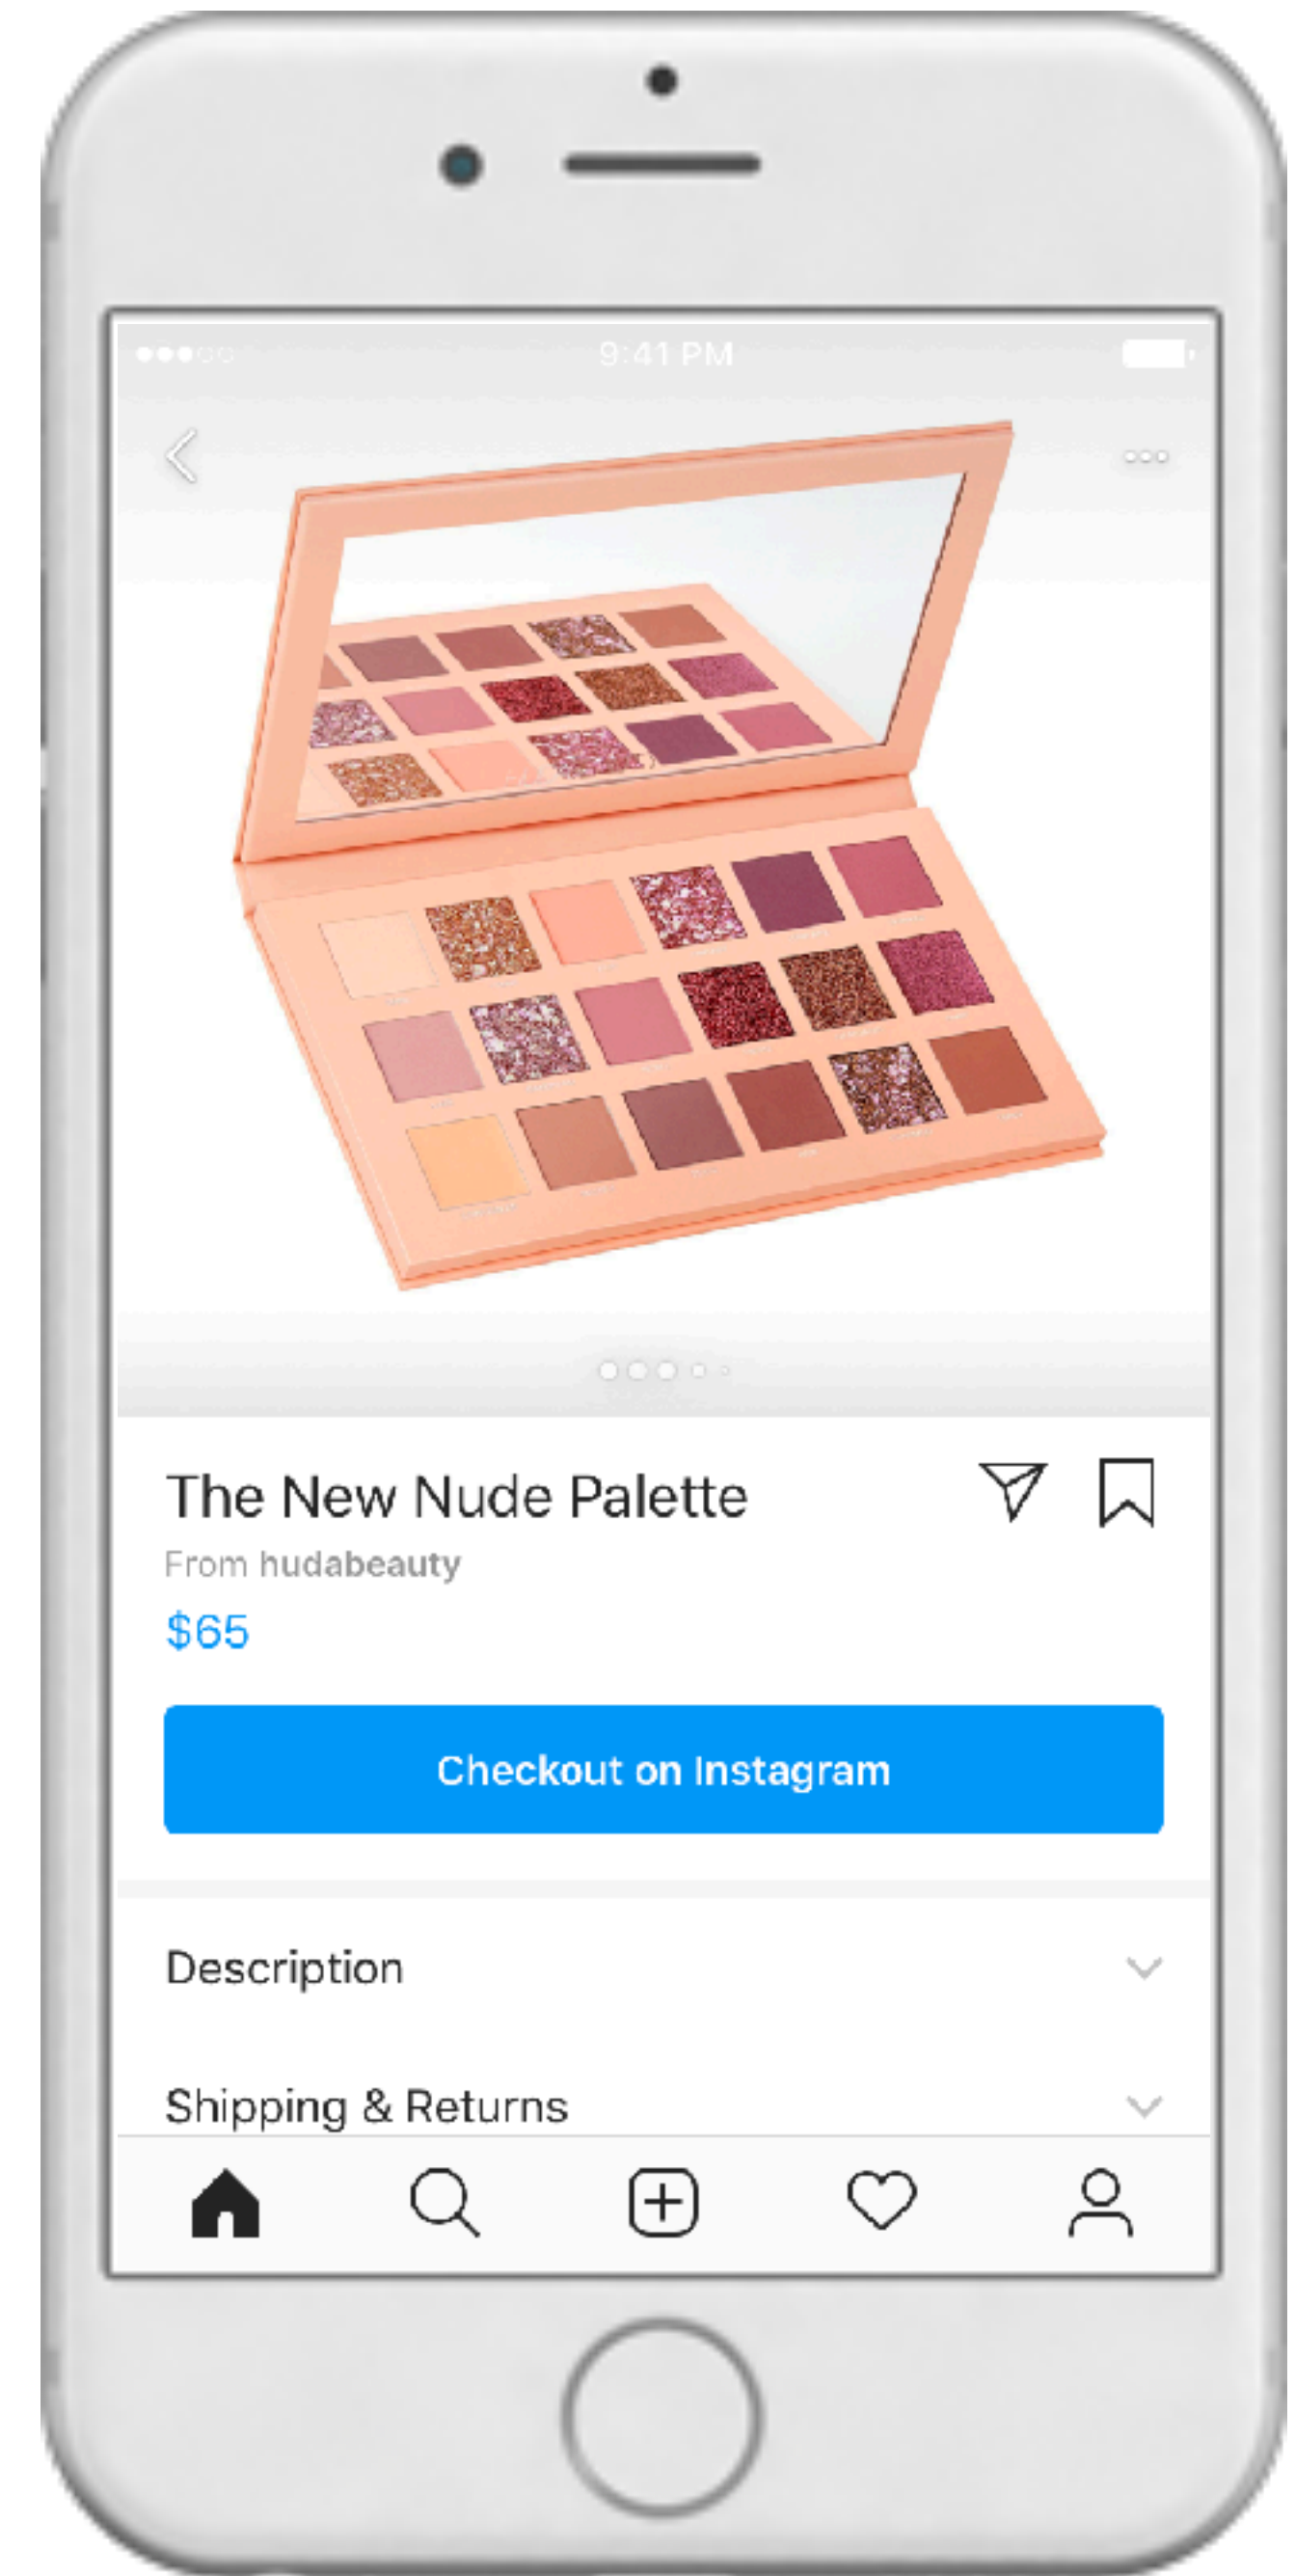 9:41 PM
The New Nude Palette
From hudabeauty
$65
Checkout on Instagram
Description
Shipping & Returns